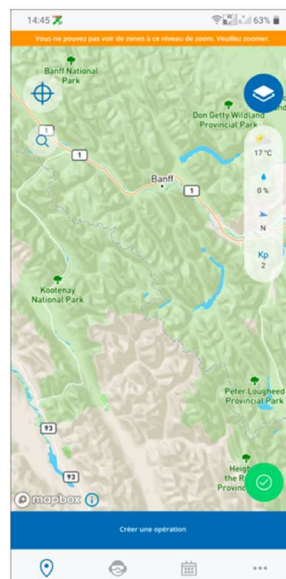 14:45
63%
Vous ne pouvez pas voir de zones à ce niveau de zoom. Veuillez zoomer.
Banff National
Park
Don Getty Wildland
Provincial Park
1
1
17 °C
Banff
1
0 %
N
Kp
2
Kootenay
National Park
Peter Lougheed
Provincial Park
93
93
the R
Provinc
mapbox
Créer une opération